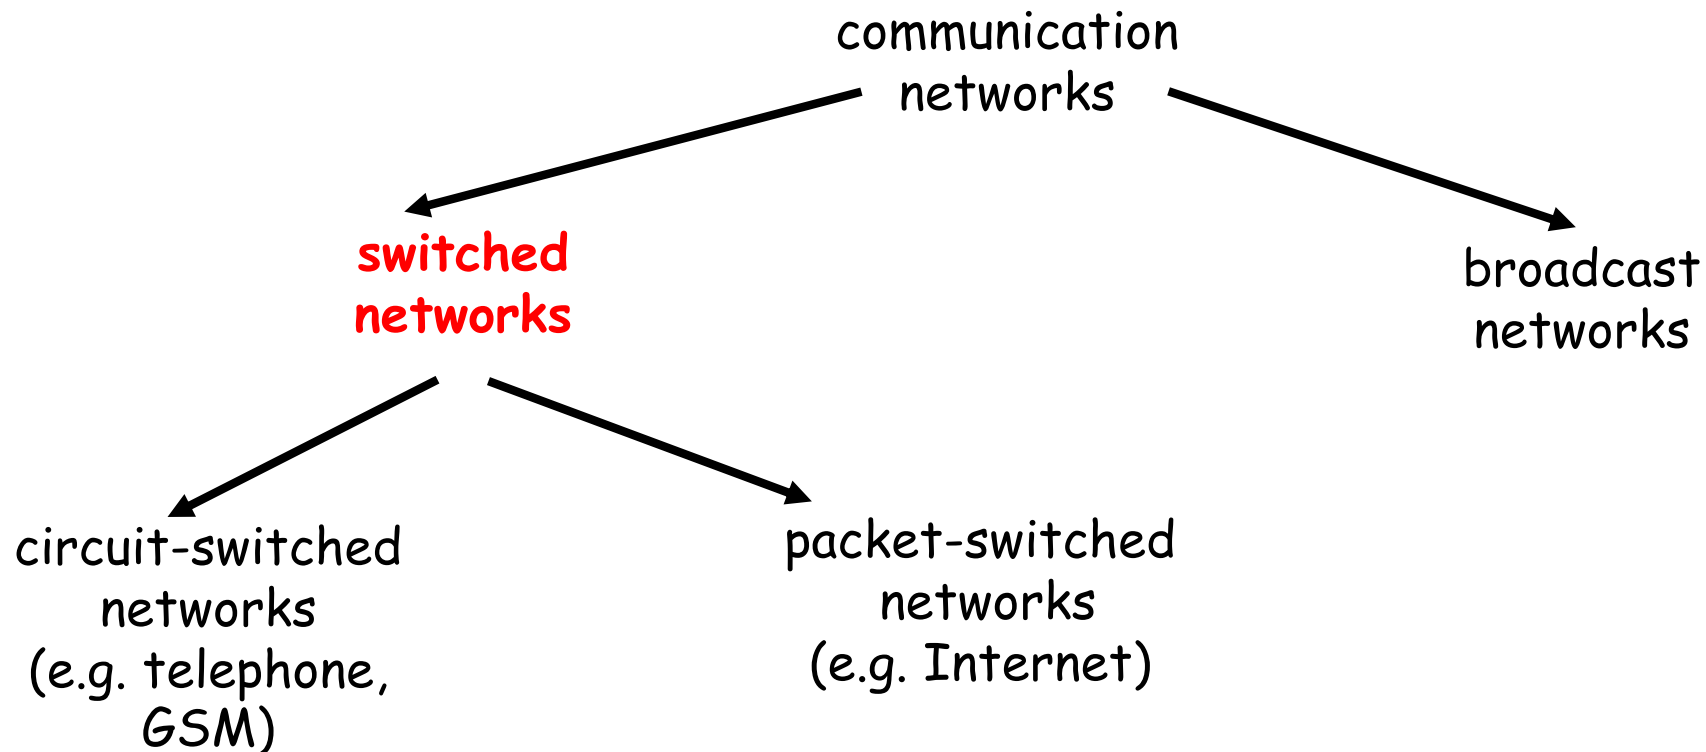 communication
networks
switched
networks
broadcast
networks
circuit-switched
networks
(e.g. telephone,
GSM)
packet-switched
networks
(e.g. Internet)